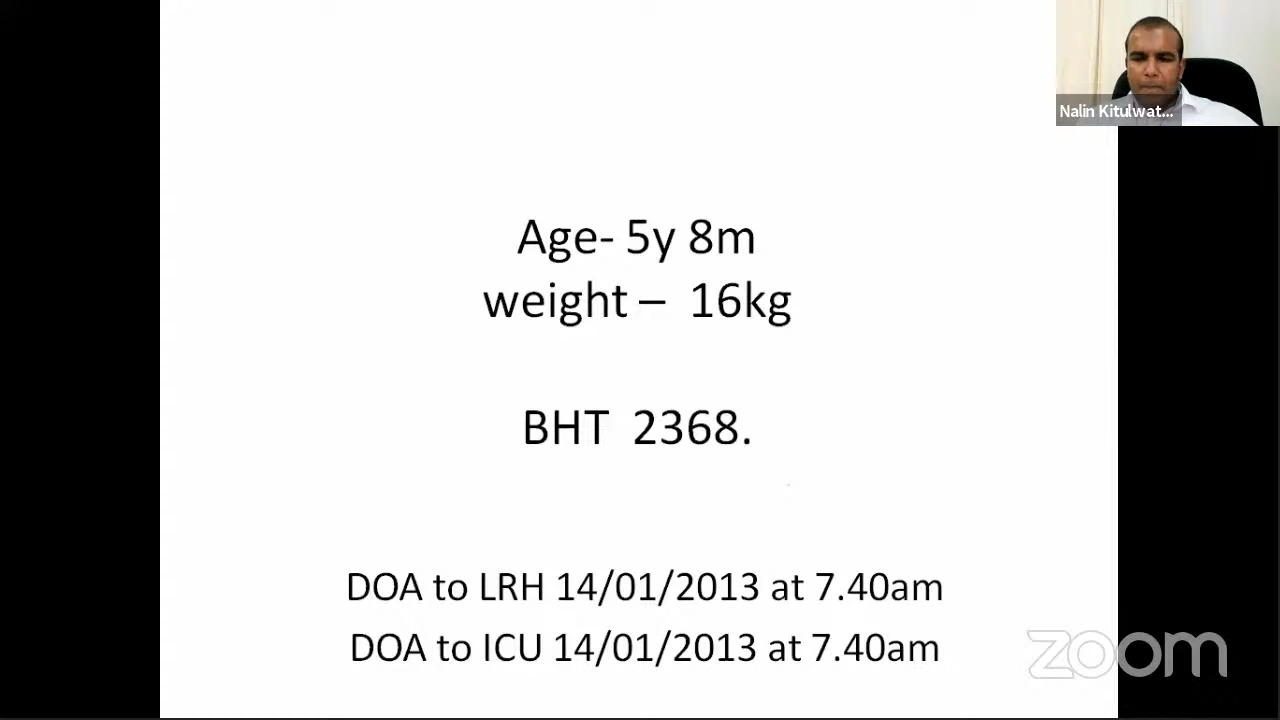 Nalin Kitulwat...
Age- 5y 8m
weight – 16kg
BHT 2368.
DOA to LRH 14/01/2013 at 7.40am
DOA to ICU 14/01/2013 at 7.40am
zoom